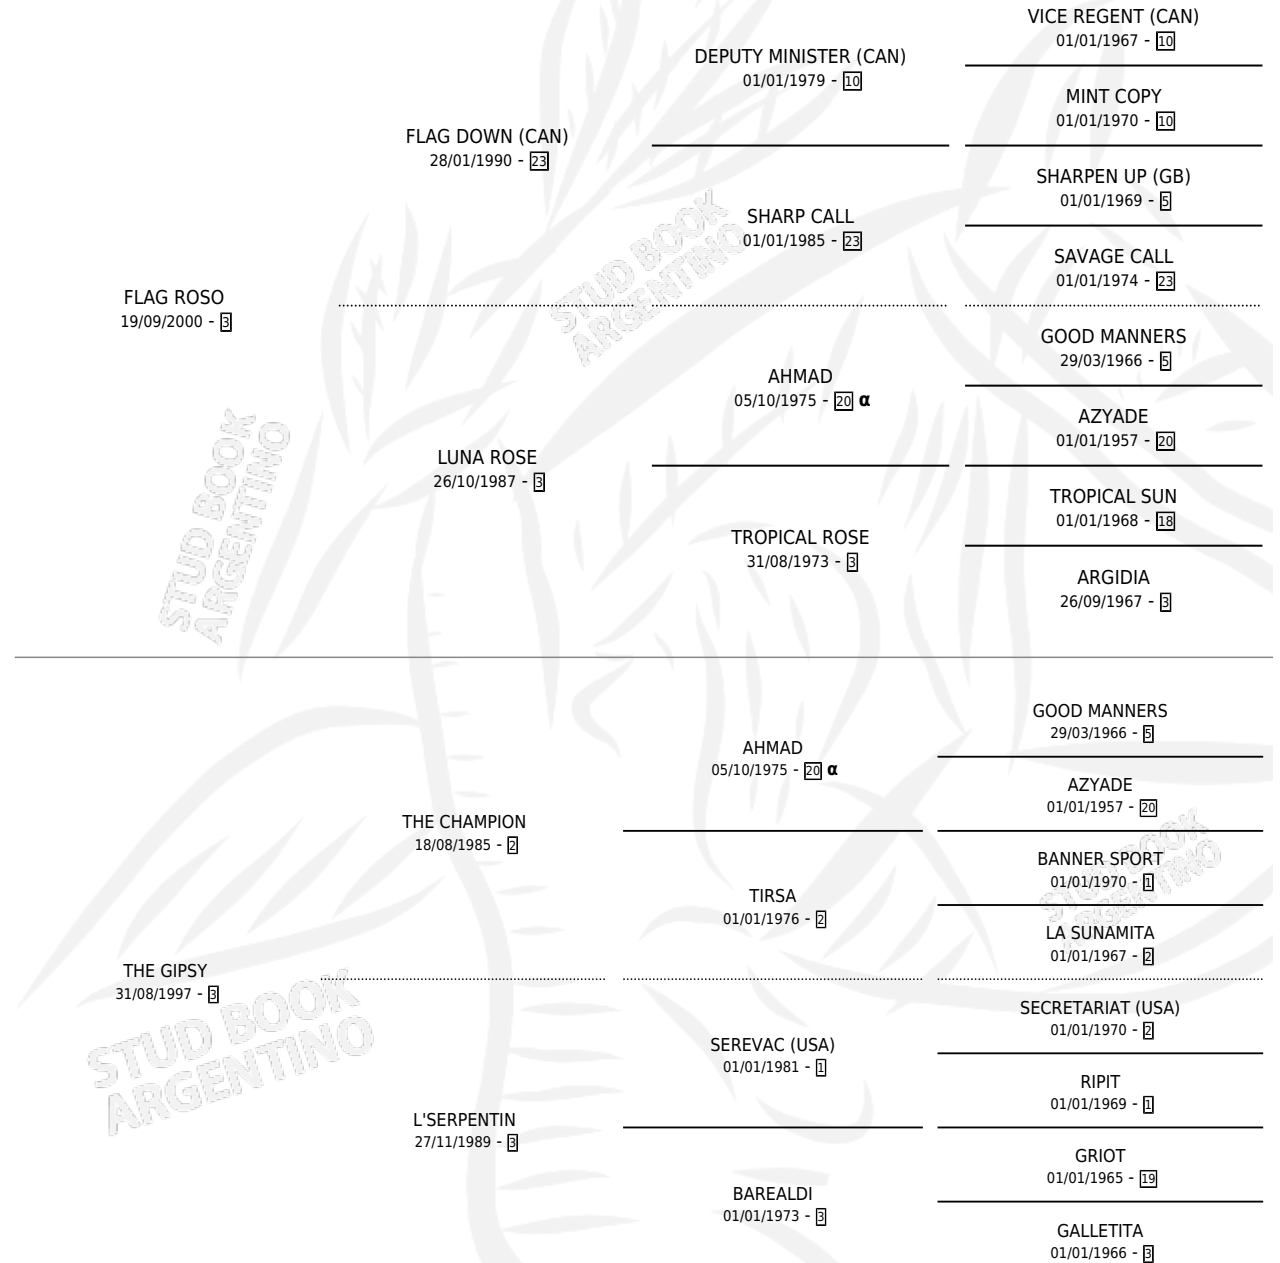 VICE REGENT (CAN)
01/01/1967 - 10
DEPUTY MINISTER (CAN)
01/01/1979 - 10
MINT COPY
01/01/1970 - 10
FLAG DOWN (CAN)
28/01/1990 - 23
SHARPEN UP (GB)
01/01/1969 - 5
SHARP CALL
01/01/1985 - 23
SAVAGE CALL
01/01/1974 - 23
FLAG ROSO
19/09/2000 - 3
GOOD MANNERS
29/03/1966 - 5
AHMAD
05/10/1975 - 20 α
AZYADE
01/01/1957 - 20
LUNA ROSE
26/10/1987 - 3
TROPICAL SUN
01/01/1968 - 18
TROPICAL ROSE
31/08/1973 - 3
ARGIDIA
26/09/1967 - 3
GOOD MANNERS
29/03/1966 - 5
AHMAD
05/10/1975 - 20 α
AZYADE
01/01/1957 - 20
THE CHAMPION
18/08/1985 - 2
BANNER SPORT
01/01/1970 - 1
TIRSA
01/01/1976 - 2
LA SUNAMITA
01/01/1967 - 2
THE GIPSY
31/08/1997 - 3
SECRETARIAT (USA)
01/01/1970 - 2
SEREVAC (USA)
01/01/1981 - 1
RIPIT
01/01/1969 - 1
L'SERPENTIN
27/11/1989 - 3
GRIOT
01/01/1965 - 19
BAREALDI
01/01/1973 - 3
GALLETITA
01/01/1966 - 3
STUD BOOK
ARGENTINO
STUD BOOK
ARGENTINO
STUD BOOK
ARGENTINO
STUD BOOK
ARGENTINO